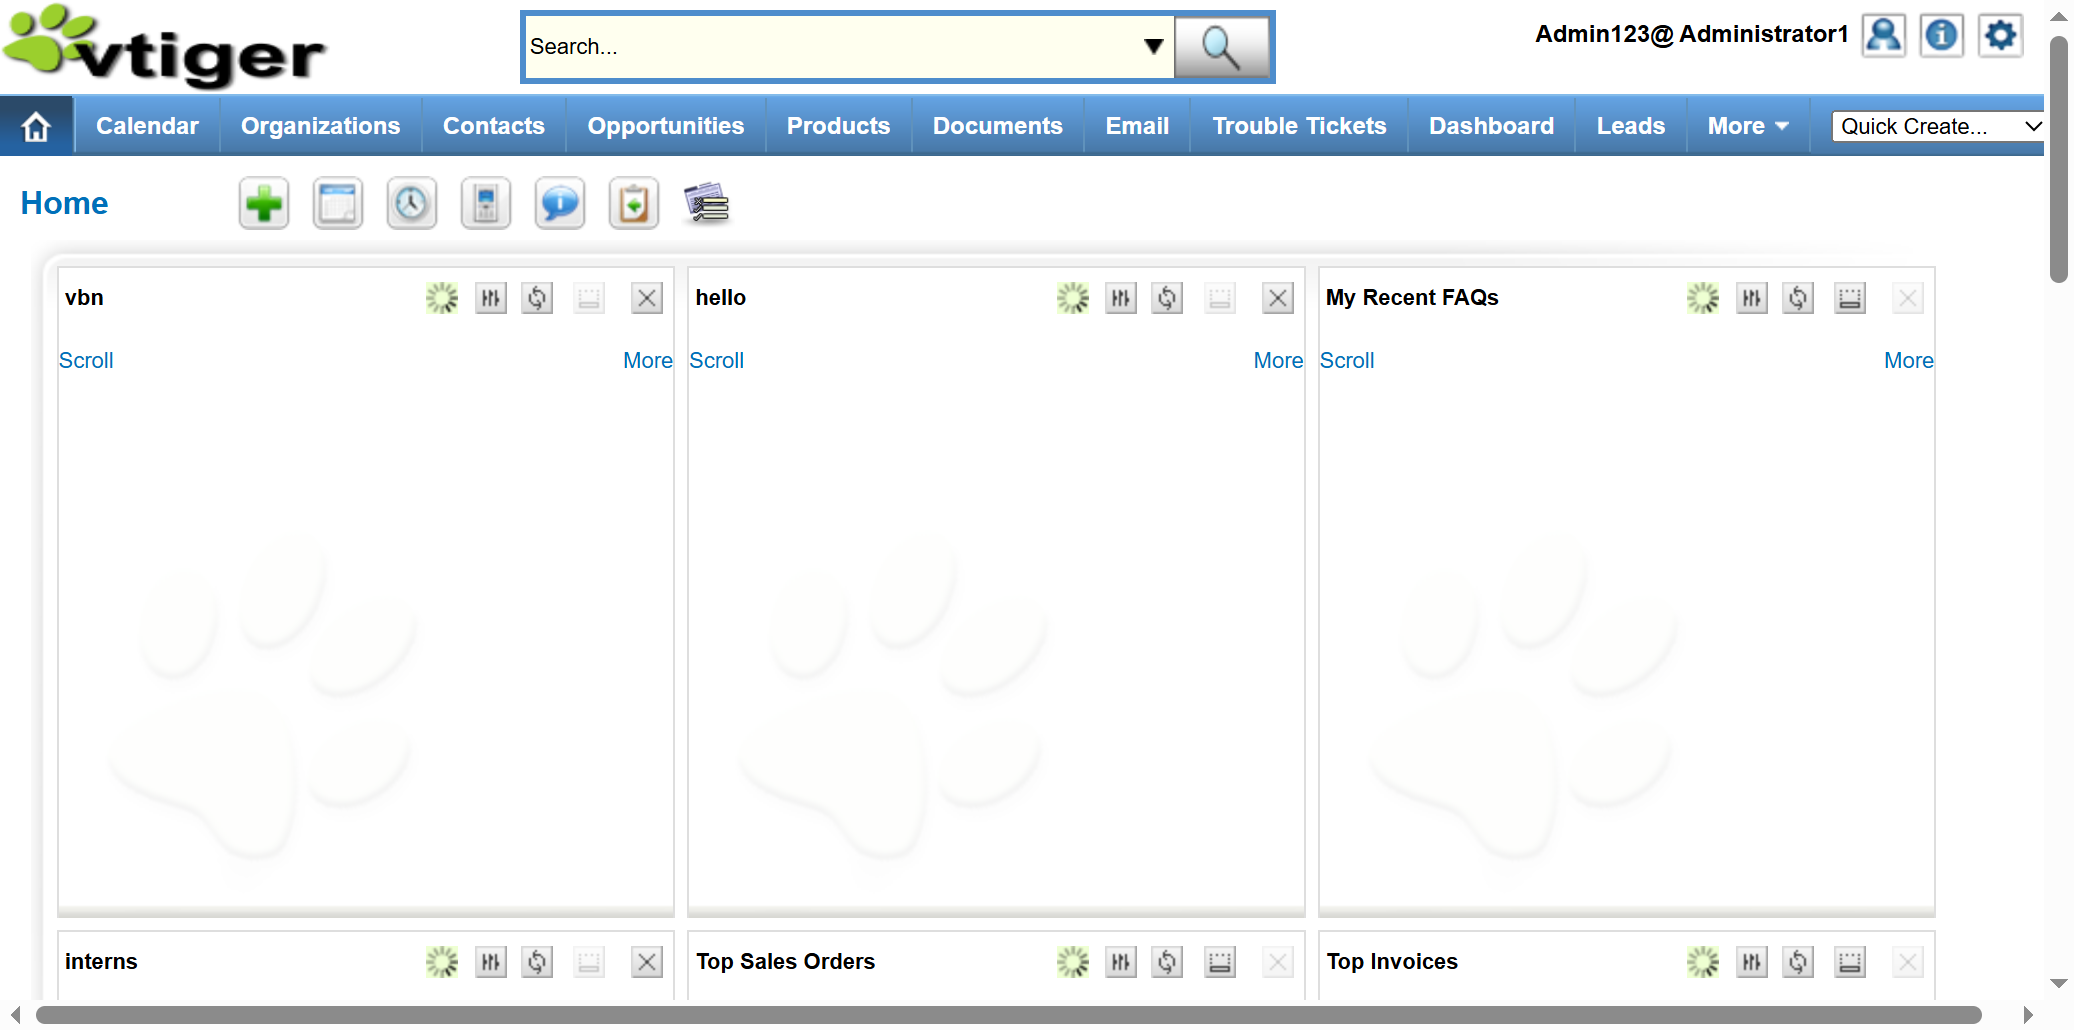 vtiger
Search...
Admin123@ Administrator1
Calendar Organizations Contacts Opportunities Products Documents Email Trouble Tickets Dashboard Leads More Quick Create...
Home
vbn hello My Recent FAQs
Scroll More Scroll More Scroll More
interns Top Sales Orders Top Invoices